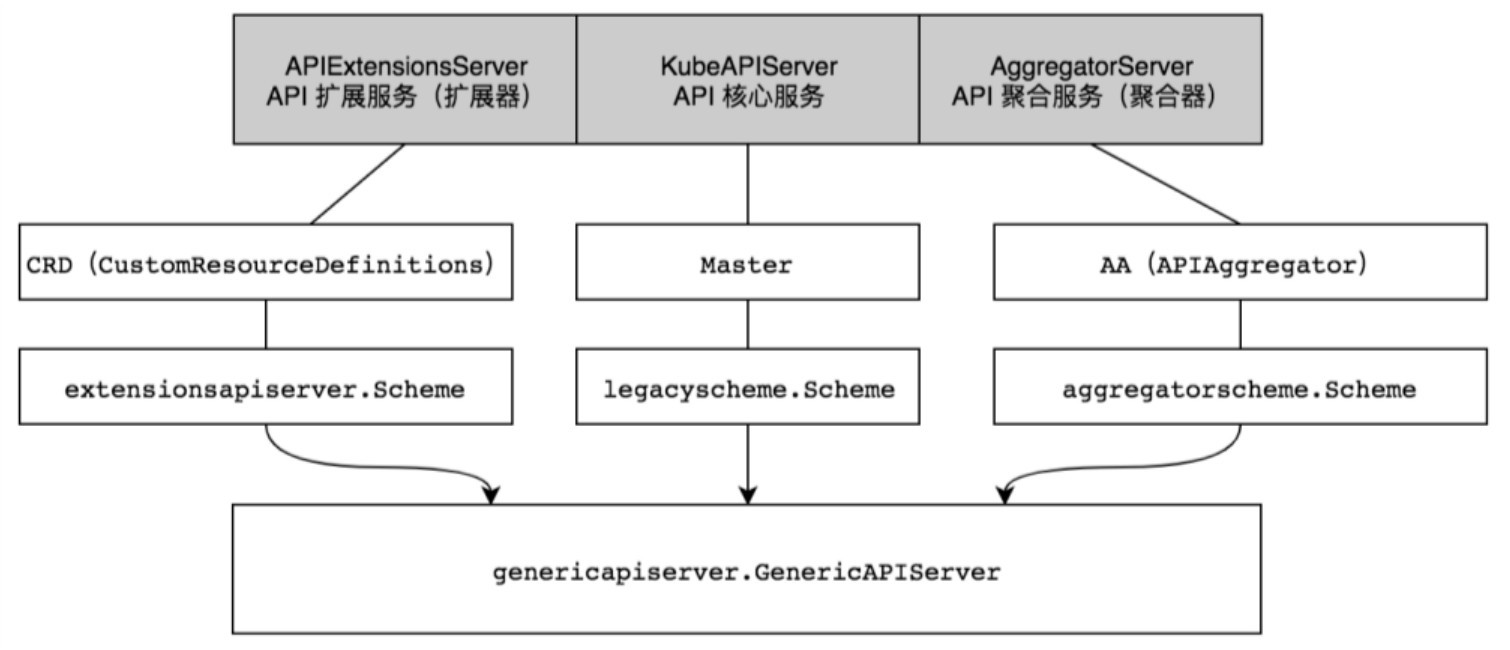 APIExtensionsServer
API 扩展服务（扩展器）
KubeAPIServer
API 核心服务
AggregatorServer
API 聚合服务（聚合器）
CRD（CustomResourceDefinitions）
Master
AA（APIAggregator）
extensionsapiserver.Scheme
legacyscheme.Scheme
aggregatorscheme.Scheme
genericapiserver.GenericAPIServer